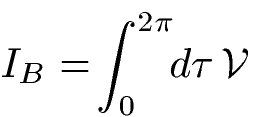 I_B = \int_0^{2\pi} d\tau \, \mathcal{V}